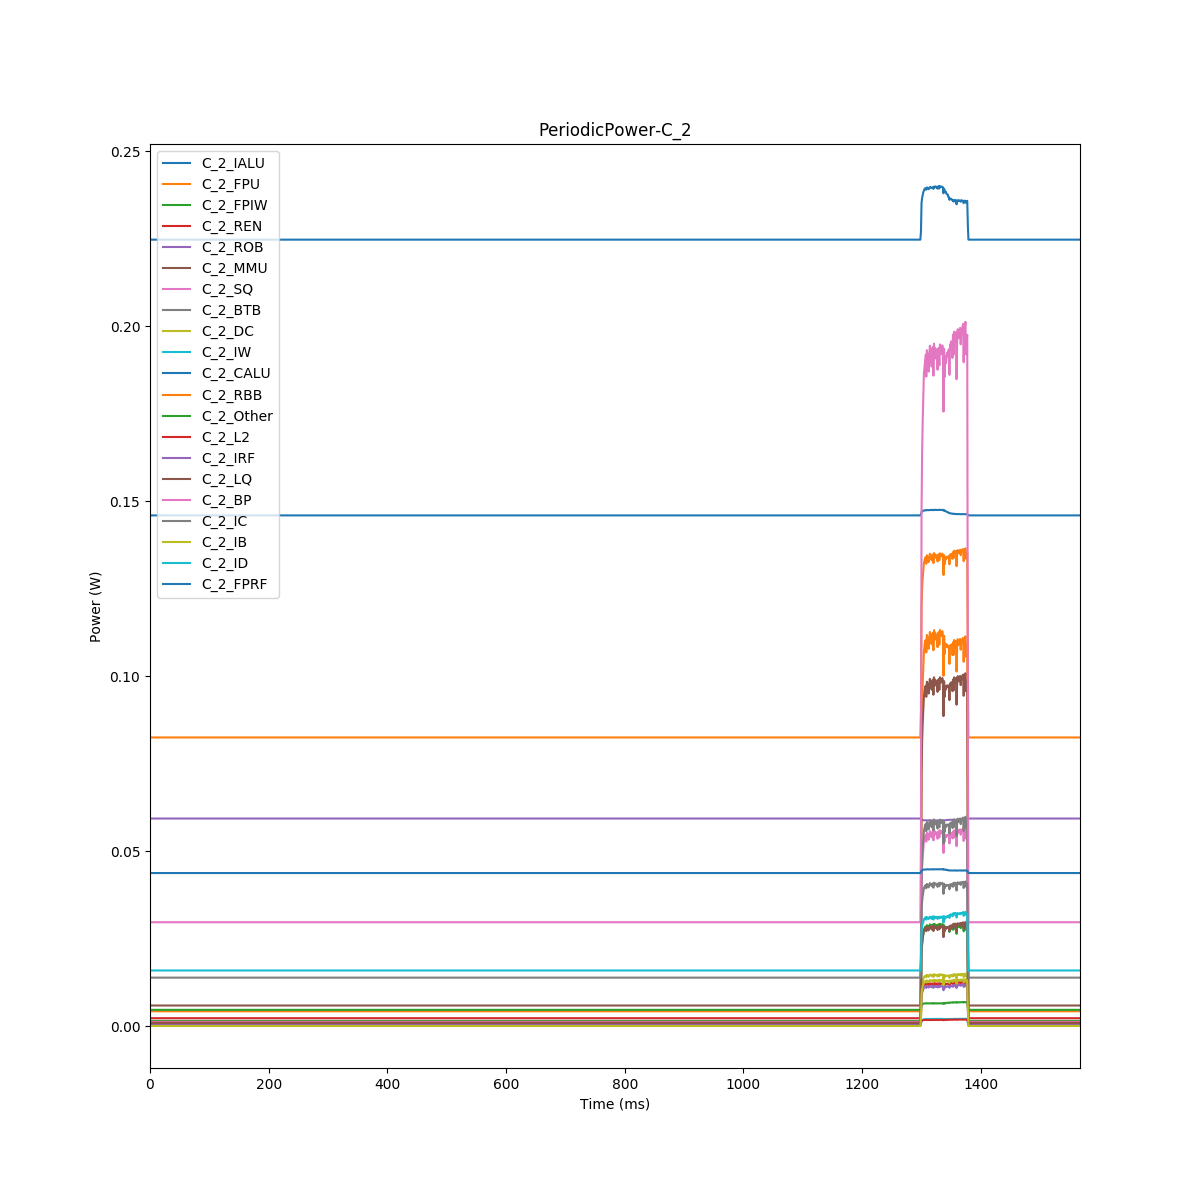 PeriodicPower-C_2
0.25
0.20
0.15
0.10
0.05
0.00
Power (W)
C_2_IALU
C_2_FPU
C_2_FPIW
C_2_REN
C_2_ROB
C_2_MMU
C_2_SQ
C_2_BTB
C_2_DC
C_2_IW
C_2_CALU
C_2_RBB
C_2_Other
C_2_L2
C_2_IRF
C_2_LQ
C_2_BP
C_2_IC
C_2_IB
C_2_ID
C_2_FPRF
0 200 400 600 800 1000 1200 1400
Time (ms)